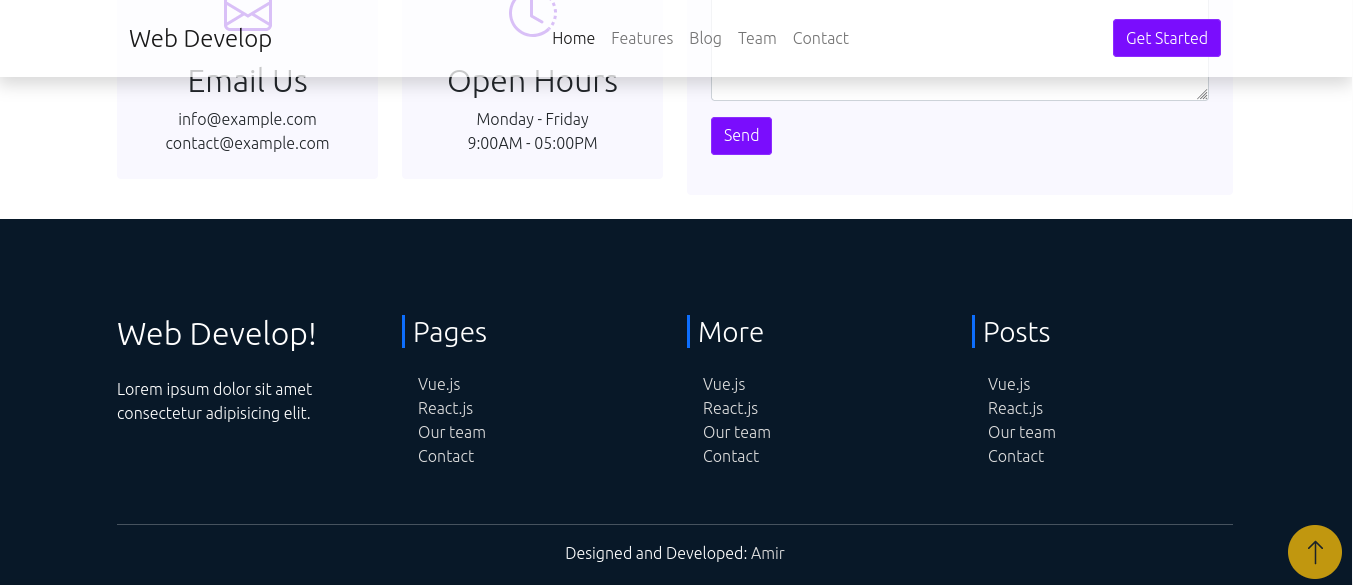 Web Develop
Home
Features
Blog
Team
Contact
Get Started
Email Us
info@example.com
contact@example.com
Open Hours
Monday - Friday
9:00AM - 05:00PM
Send
Web Develop!
Lorem ipsum dolor sit amet
consectetur adipisicing elit.
Pages
Vue.js
React.js
Our team
Contact
More
Vue.js
React.js
Our team
Contact
Posts
Vue.js
React.js
Our team
Contact
Designed and Developed: Amir